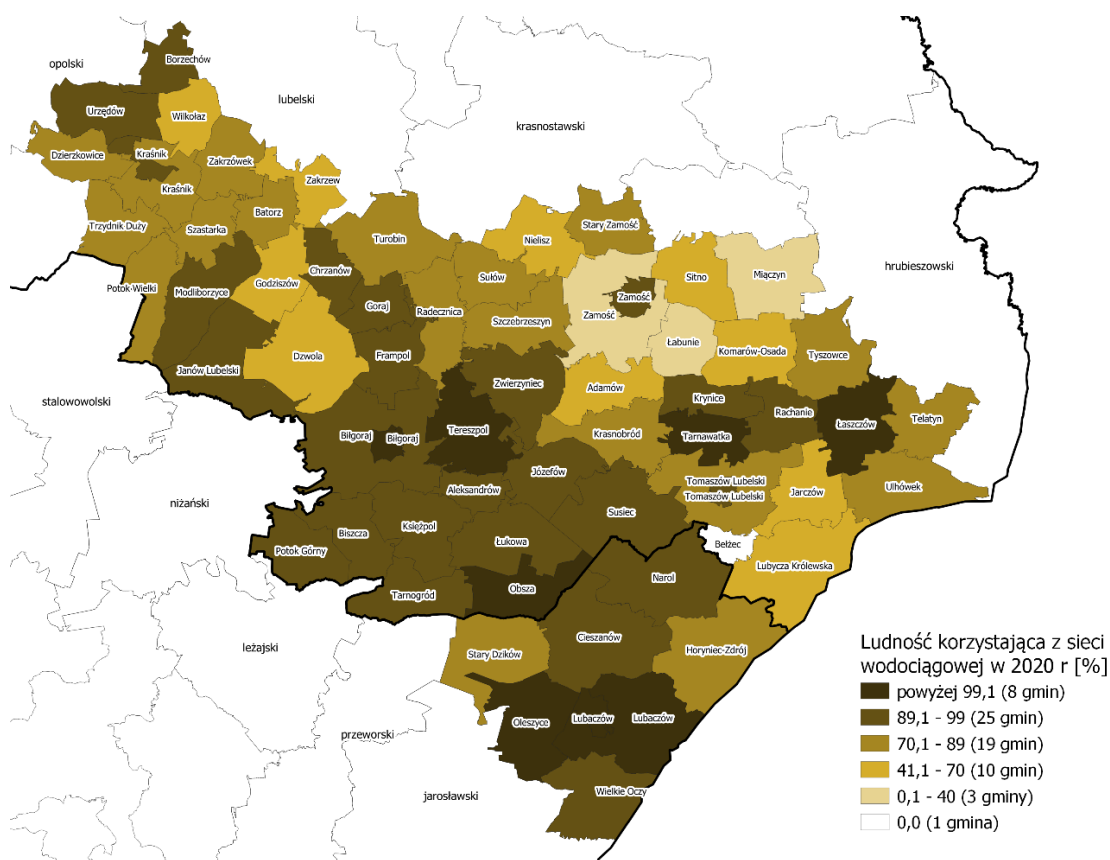 Borzechów
opolski
Urzędów
Wilkołaz
lubelski
krasnostawski
Dzierzkowice
Kraśnik
Zakrzówek
Zakrzew
Kraśnik
Batorz
Trzydnik Duży
Szastarka
Turobin
Nielisz
Stary Zamość
hrubieszowski
Potok Wielki
Modliborzyce
Godziszów
Chrzanów
Sułów
Sitno
Miączyn
Goraj
Radecznica
Szczebrzeszyn
Zamość
Zamość
Łabunie
Komarów-Osada
Tyszowce
Frampol
Dzwola
Janów Lubelski
Zwierzyniec
Adamów
Krynice
Rachanie
stalowowolski
Tereszpol
Biłgoraj
Biłgoraj
Krasnobród
Tarnawatka
Łaszczów
Telatyn
Józefów
Aleksandrów
Tomaszów Lubelski
Tomaszów Lubelski
Jarczów
Ulhówek
niżański
Susiec
Księżpol
Biszcza
Łukowa
Bełżec
Potok Górny
Lubycza Królewska
Obsza
Narol
Tarnogród
Cieszanów
leżajski
Stary Dzików
Horyniec-Zdrój
Oleszyce
Lubaczów
Lubaczów
przeworski
Wielkie Oczy
jarosławski
Ludność korzystająca z sieci
wodociągowej w 2020 r [%]
powyżej 99,1 (8 gmin)
89,1 - 99 (25 gmin)
70,1 - 89 (19 gmin)
41,1 - 70 (10 gmin)
0,1 - 40 (3 gminy)
0,0 (1 gmina)